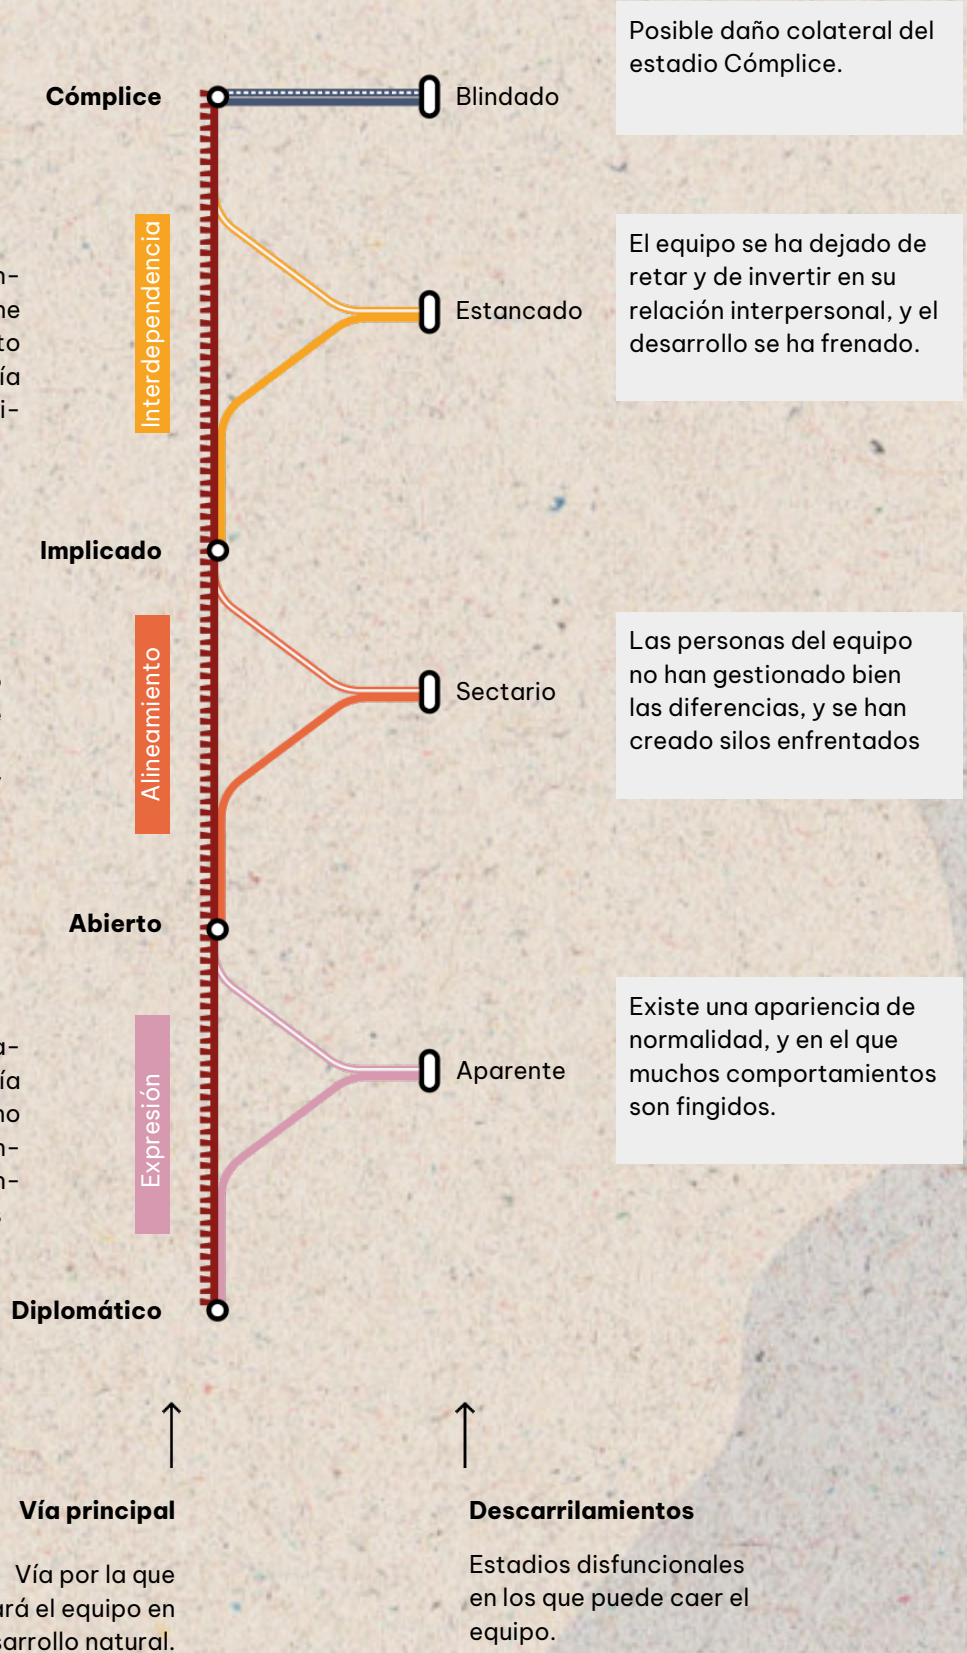 Posible daño colateral del
estadio Cómplice.
Cómplice
Blindado
Interdependencia
El equipo se ha dejado de
retar y de invertir en su
relación interpersonal, y el
desarrollo se ha frenado.
Estancado
Implicado
Alineamiento
Las personas del equipo
no han gestionado bien
las diferencias, y se han
creado silos enfrentados
Sectario
Abierto
Expresión
Existe una apariencia de
normalidad, y en el que
muchos comportamientos
son fingidos.
Aparente
Diplomático
Vía principal
Vía por la que
el equipo en
natural.
Descarrilamientos
Estadios disfuncionales
en los que puede caer el
equipo.